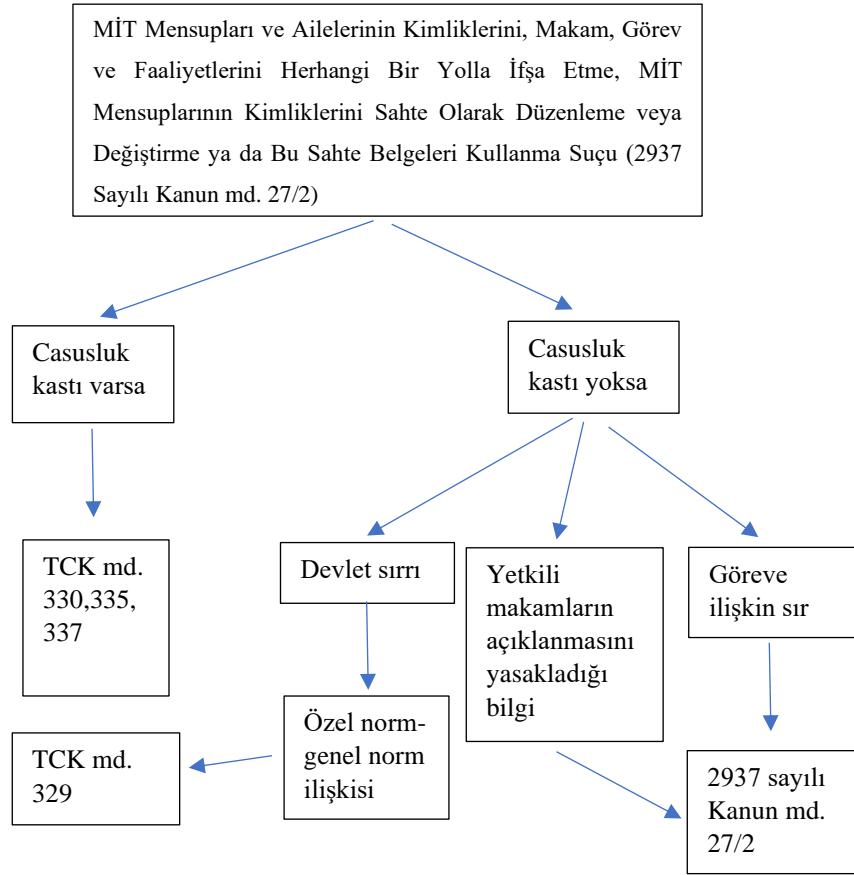 MİT Mensupları ve Ailelerinin Kimliklerini, Makam, Görev
ve Faaliyetlerini Herhangi Bir Yolla İfşa Etme, MİT
Mensuplarının Kimliklerini Sahte Olarak Düzenleme veya
Değiştirme ya da Bu Sahte Belgeleri Kullanma Suçu (2937
Sayılı Kanun md. 27/2)
Casusluk
kastı varsa
Casusluk
kastı yoksa
TCK md.
330,335,
337
Devlet sırrı
Yetkili
makamların
açıklanmasını
yasakladığı
bilgi
Göreve
ilişkin sır
Özel norm-
genel norm
ilişkisi
TCK md.
329
2937 sayılı
Kanun md.
27/2